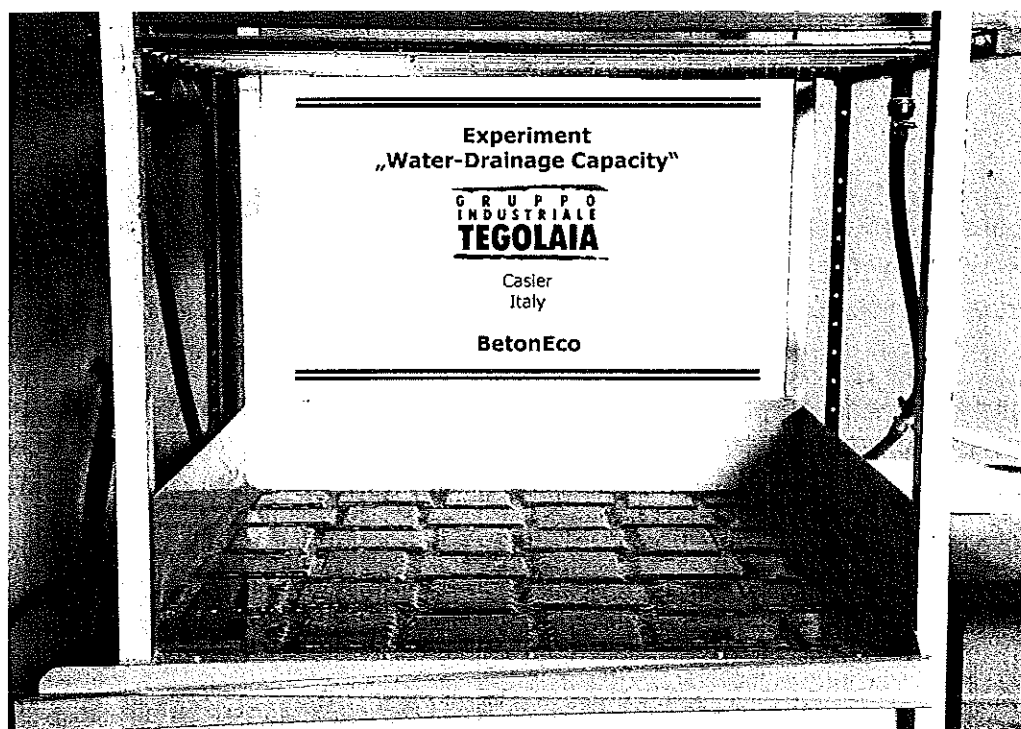 Experiment
„Water-Drainage Capacity“
GRUPPO
INDUSTRIALE
TEGOLAIA
Casier
Italy
BetonEco